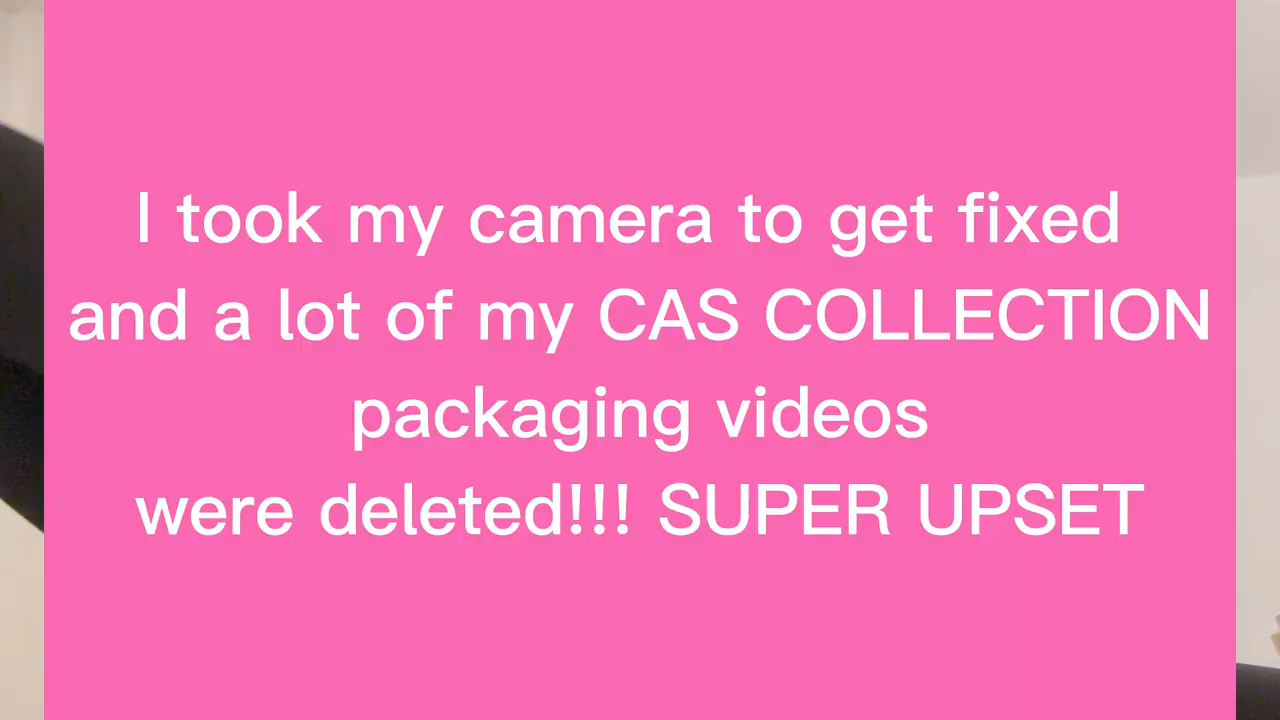 I took my camera to get fixed
and a lot of my CAS COLLECTION
packaging videos
were deleted!!! SUPER UPSET